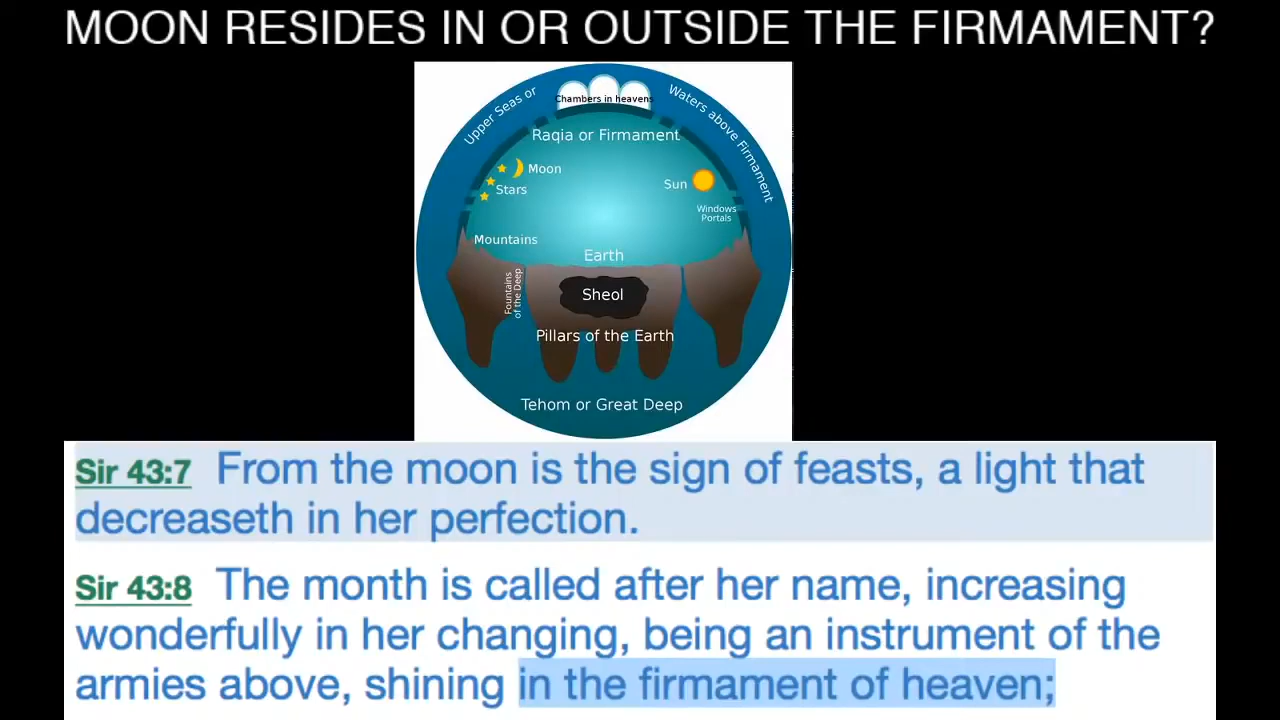 MOON RESIDES IN OR OUTSIDE THE FIRMAMENT?
Chambers in heavens
Upper Seas or
Waters above Firmament
Raqia or Firmament
Moon
Stars
Sun
Windows
Portals
Mountains
Earth
Fountains
of the Deep
Sheol
Pillars of the Earth
Tehom or Great Deep
Sir 43:7 From the moon is the sign of feasts, a light that
decreaseth in her perfection.
Sir 43:8 The month is called after her name, increasing
wonderfully in her changing, being an instrument of the
armies above, shining in the firmament of heaven;